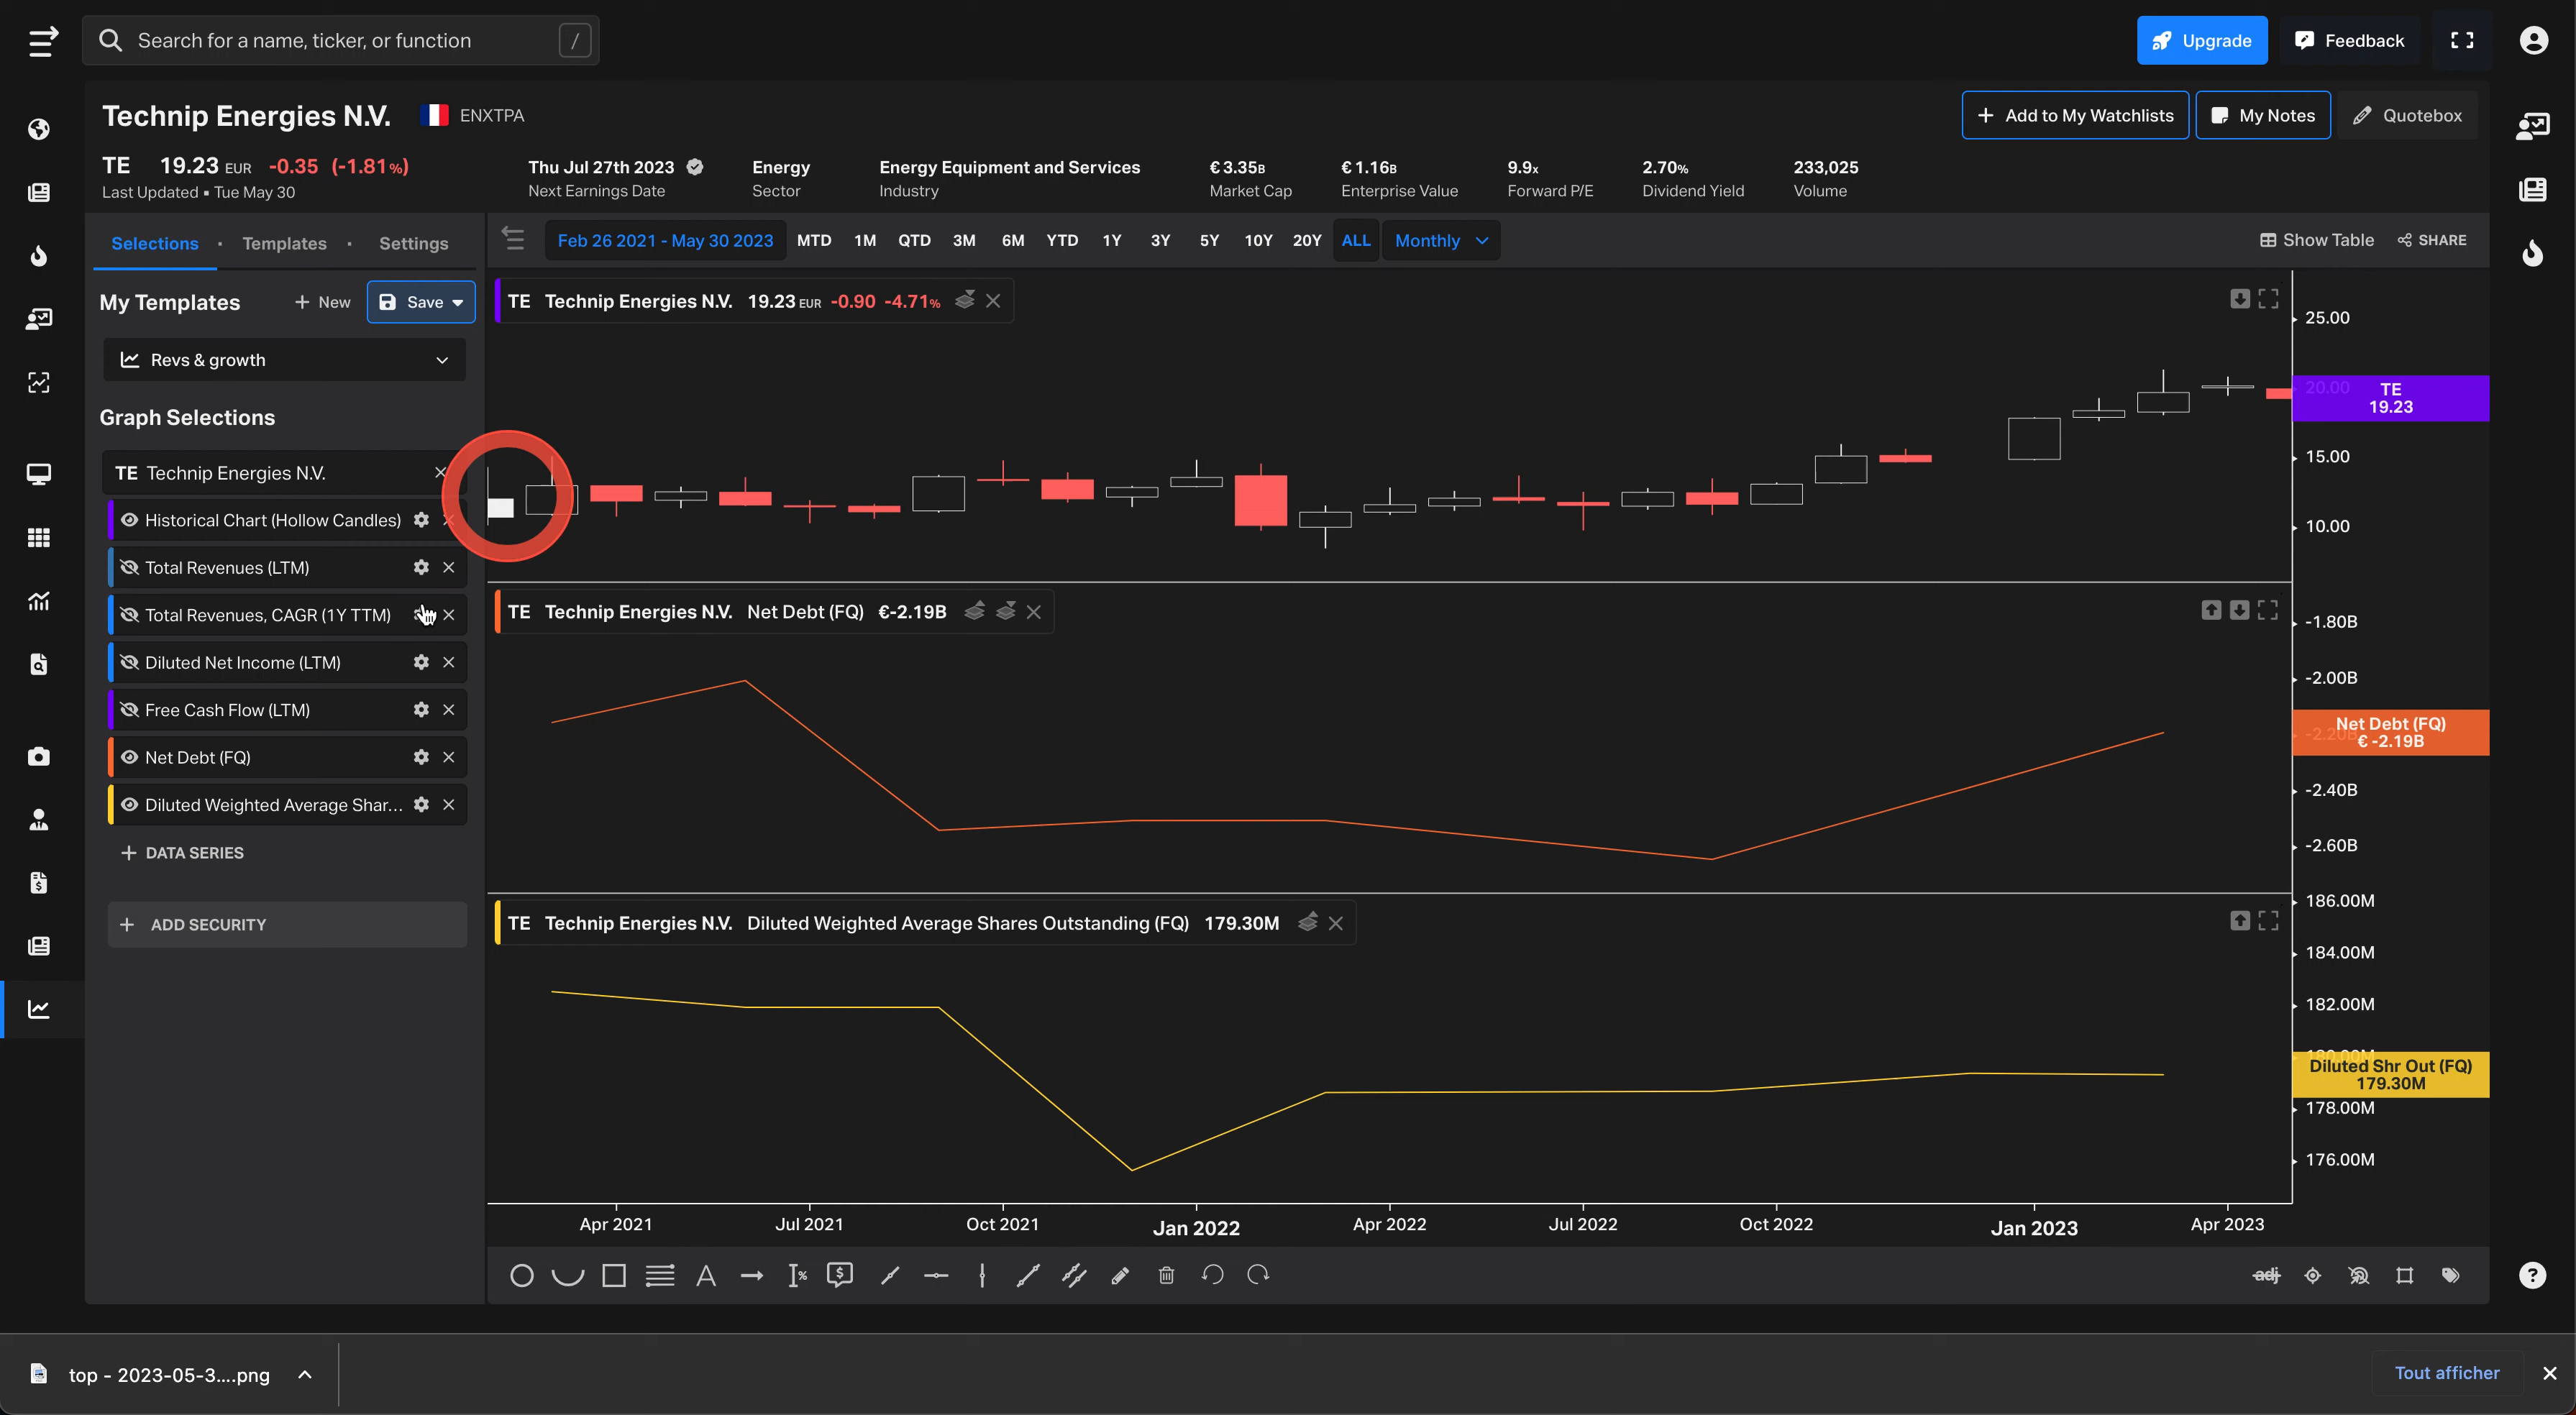 Search for a name, ticker, or function /
Upgrade
Feedback
Technip Energies N.V. ENXTPA
Add to My Watchlists
My Notes
Quotebox
TE 19.23 EUR -0.35 (-1.81%)
Last Updated ▪ Tue May 30
Thu Jul 27th 2023
Next Earnings Date
Energy
Sector
Energy Equipment and Services
Industry
€3.35B
Market Cap
€1.16B
Enterprise Value
9.9x
Forward P/E
2.70%
Dividend Yield
233,025
Volume
Selections · Templates · Settings
Feb 26 2021 - May 30 2023 MTD 1M QTD 3M 6M YTD 1Y 3Y 5Y 10Y 20Y ALL Monthly
Show Table SHARE
My Templates + New Save
Revs & growth
Graph Selections
TE Technip Energies N.V.
Historical Chart (Hollow Candles)
Total Revenues (LTM)
Total Revenues, CAGR (1Y TTM)
Diluted Net Income (LTM)
Free Cash Flow (LTM)
Net Debt (FQ)
Diluted Weighted Average Shar...
+ DATA SERIES
+ ADD SECURITY
TE Technip Energies N.V. 19.23 EUR -0.90 -4.71%
25.00
20.00
TE
19.23
15.00
10.00
TE Technip Energies N.V. Net Debt (FQ) €-2.19B
-1.80B
-2.00B
-2.20B
Net Debt (FQ)
€ -2.19B
-2.40B
-2.60B
TE Technip Energies N.V. Diluted Weighted Average Shares Outstanding (FQ) 179.30M
186.00M
184.00M
182.00M
180.00M
Diluted Shr Out (FQ)
179.30M
178.00M
176.00M
Apr 2021 Jul 2021 Oct 2021 Jan 2022 Apr 2022 Jul 2022 Oct 2022 Jan 2023 Apr 2023
A
adj
?
top - 2023-05-3....png
Tout afficher